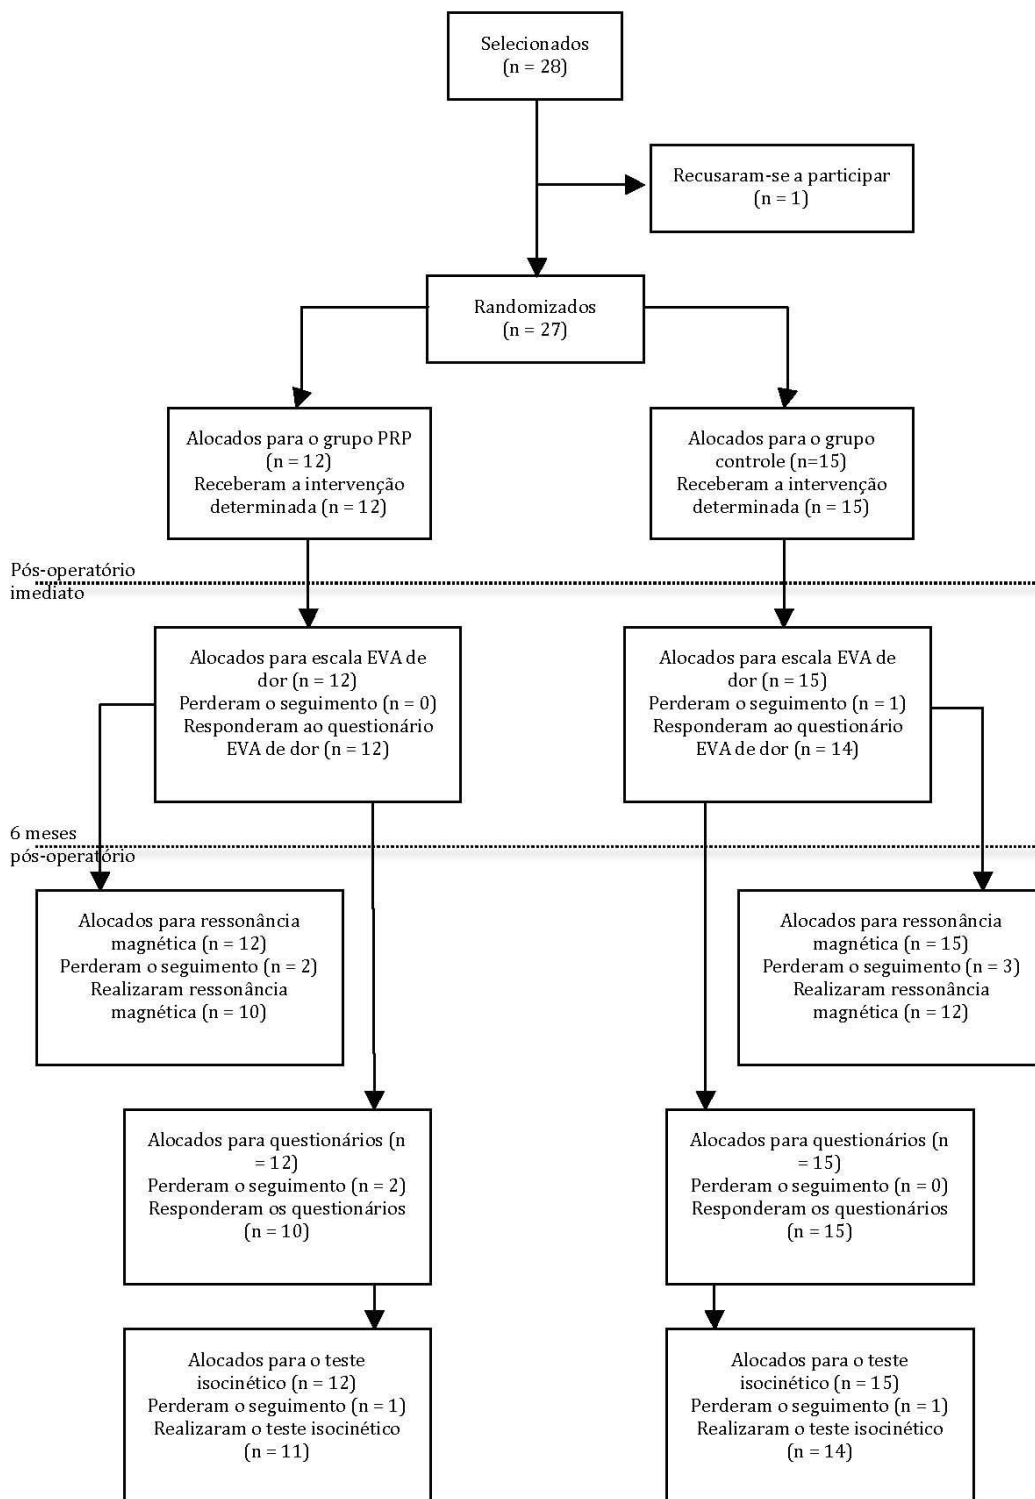 Selecionados
(n = 28)
Recusaram-se a participar
(n = 1)
Randomizados
(n = 27)
Alocados para o grupo PRP
(n = 12)
Receberam a intervenção
determinada (n = 12)
Alocados para o grupo
controle (n=15)
Receberam a intervenção
determinada (n = 15)
Pós-operatório
imediato
Alocados para escala EVA de
dor (n = 12)
Perderam o seguimento (n = 0)
Responderam ao questionário
EVA de dor (n = 12)
Alocados para escala EVA de
dor (n = 15)
Perderam o seguimento (n = 1)
Responderam ao questionário
EVA de dor (n = 14)
6 meses
pós-operatório
Alocados para ressonância
magnética (n = 12)
Perderam o seguimento (n = 2)
Realizaram ressonância
magnética (n = 10)
Alocados para ressonância
magnética (n = 15)
Perderam o seguimento (n = 3)
Realizaram ressonância
magnética (n = 12)
Alocados para questionários (n
= 12)
Perderam o seguimento (n = 2)
Responderam os questionários
(n = 10)
Alocados para questionários (n
= 15)
Perderam o seguimento (n = 0)
Responderam os questionários
(n = 15)
Alocados para o teste
isocinético (n = 12)
Perderam o seguimento (n = 1)
Realizaram o teste isocinético
(n = 11)
Alocados para o teste
isocinético (n = 15)
Perderam o seguimento (n = 1)
Realizaram o teste isocinético
(n = 14)